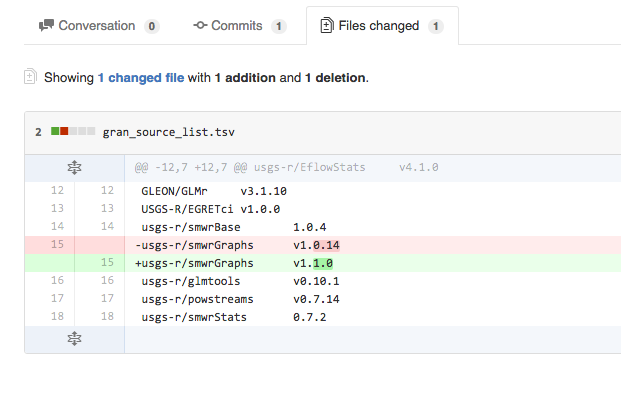 Conversation 0 Commits 1 Files changed 1
Showing 1 changed file with 1 addition and 1 deletion.
2 gran_source_list.tsv
@@ -12,7 +12,7 @@ usgs-r/EflowStats v4.1.0
12 12 GLEON/GLMr v3.1.10
13 13 USGS-R/EGRETci v1.0.0
14 14 usgs-r/smwrBase 1.0.4
15 -usgs-r/smwrGraphs v1.0.14
15 +usgs-r/smwrGraphs v1.1.0
16 16 usgs-r/glmtools v0.10.1
17 17 usgs-r/powstreams v0.7.14
18 18 usgs-r/smwrStats 0.7.2